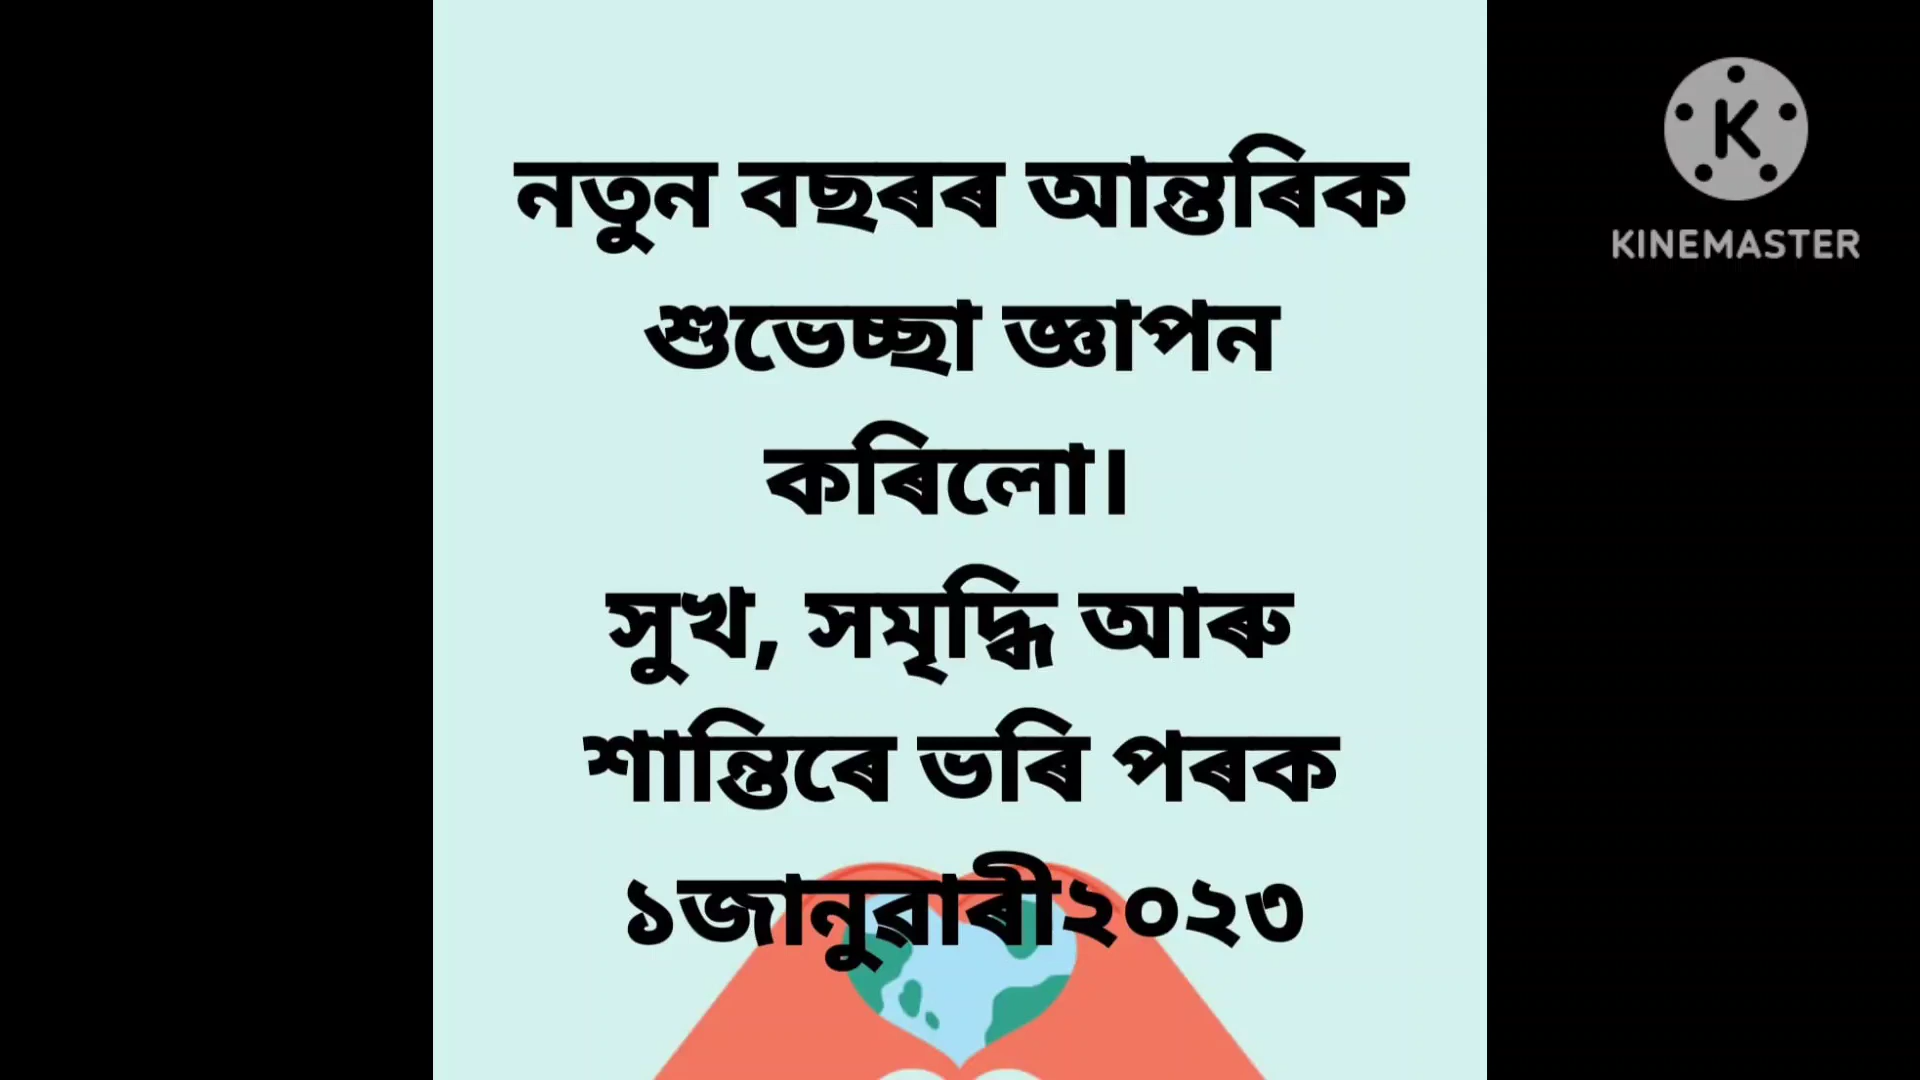 নতুন বছৰৰ আন্তৰিক
শুভেচ্ছা জ্ঞাপন
কৰিলো।
সুখ, সমৃদ্ধি আৰু
শান্তিৰে ভৰি পৰক
১জানুৱাৰী২০২৩
K
KINEMASTER